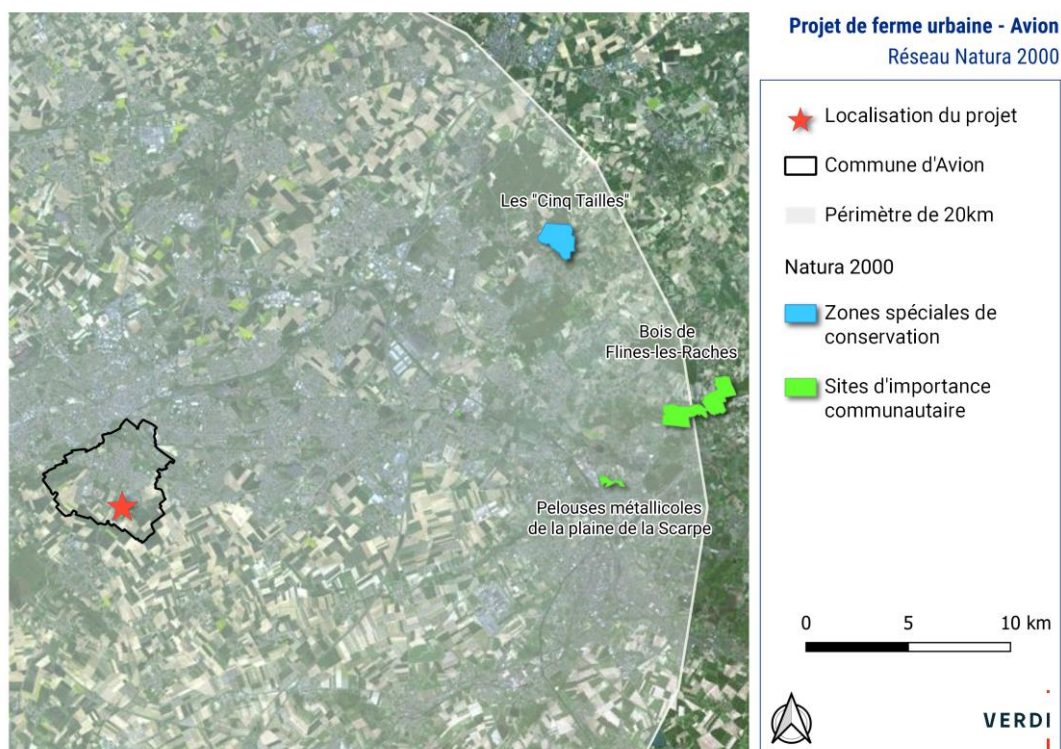 Projet de ferme urbaine - Avion
Réseau Natura 2000
Localisation du projet
Commune d'Avion
Périmètre de 20km
Natura 2000
Zones spéciales de
conservation
Sites d'importance
communautaire
Les "Cinq Tailles"
Bois de
Flines-les-Raches
Pelouses métallicoles
de la plaine de la Scarpe
0 5 10 km
VERDI